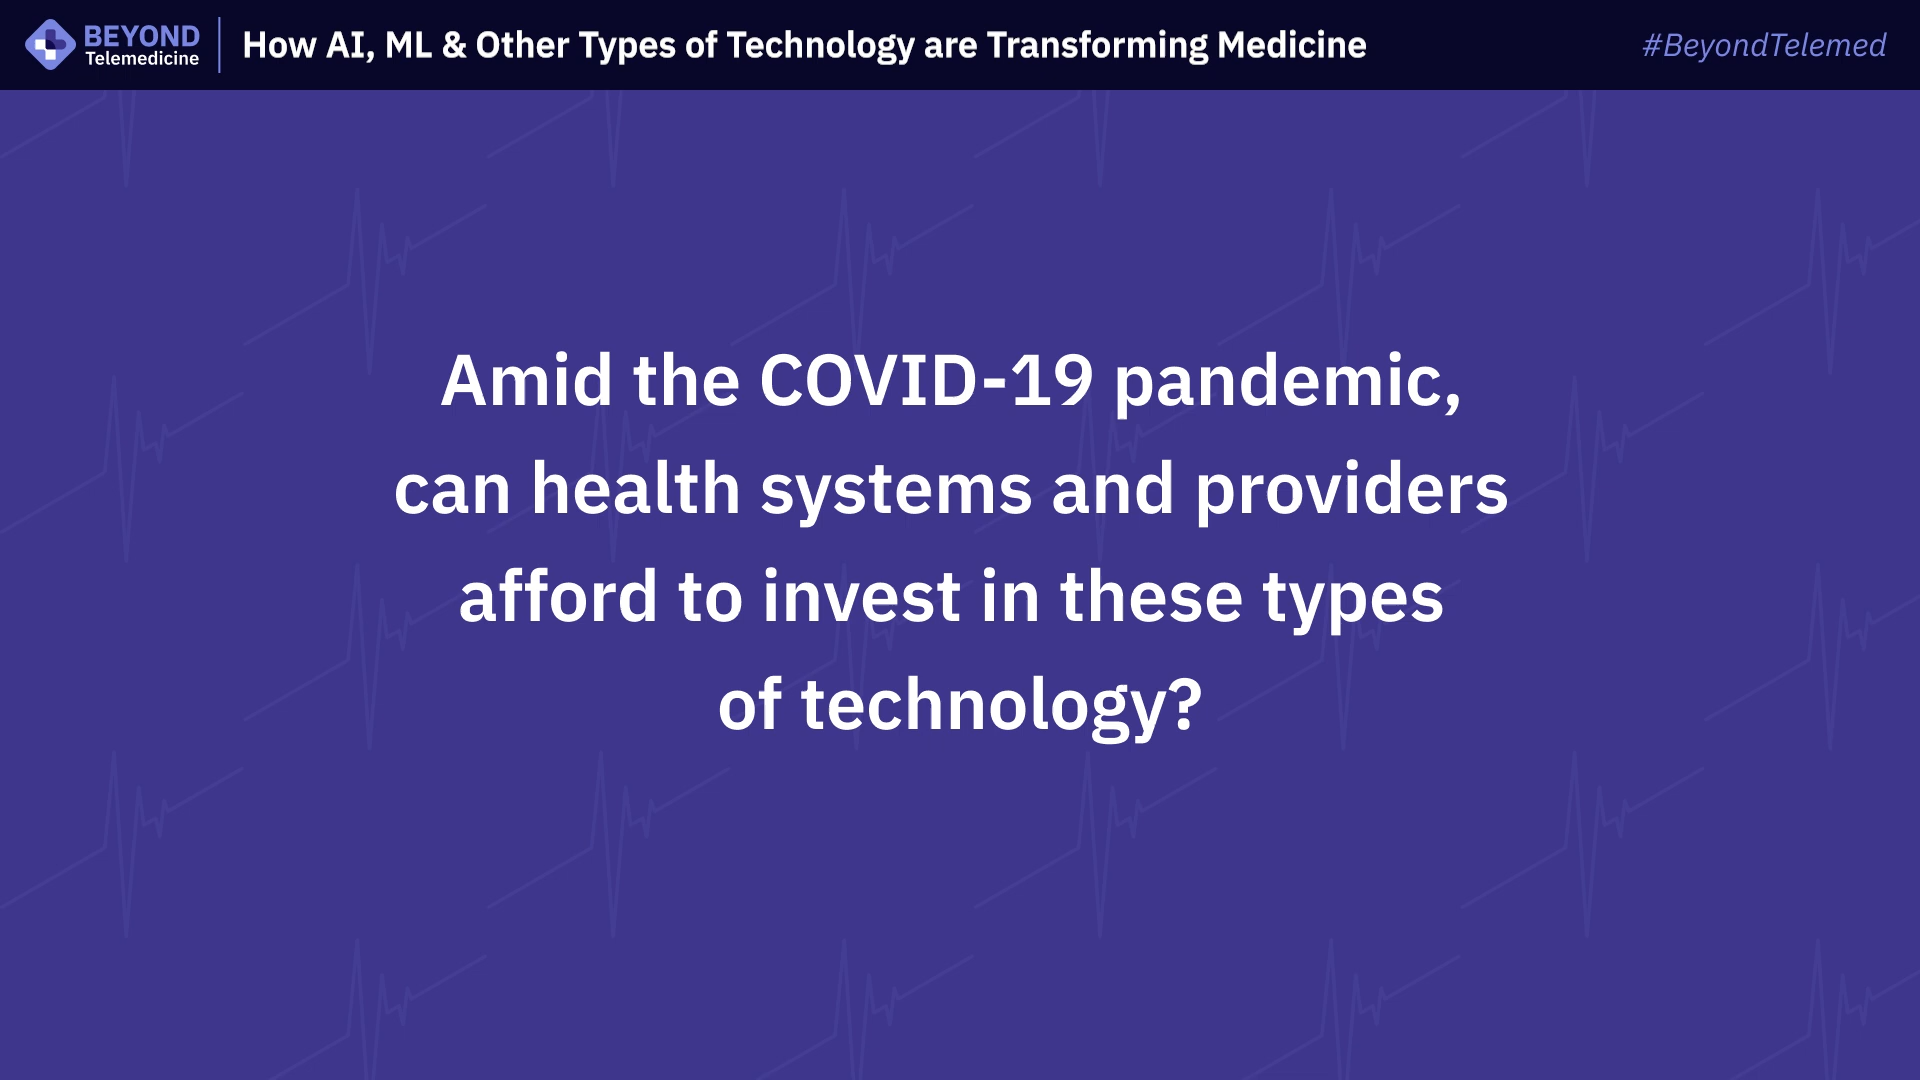 BEYOND
Telemedicine
How AI, ML & Other Types of Technology are Transforming Medicine
#BeyondTelemed
Amid the COVID-19 pandemic,
can health systems and providers
afford to invest in these types
of technology?